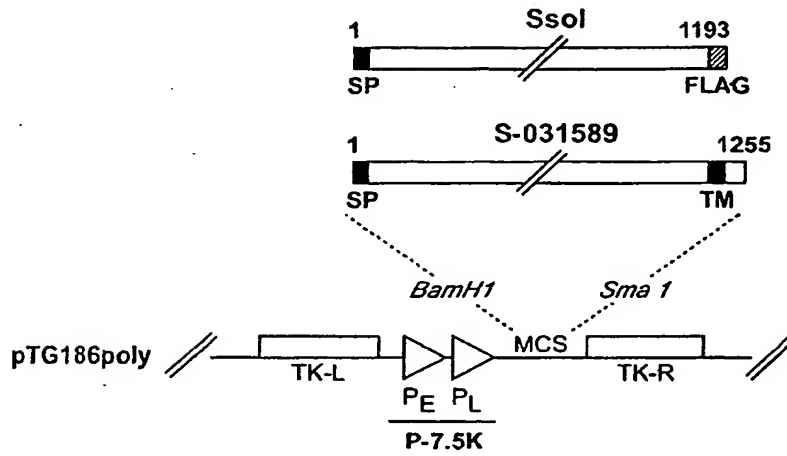 Ssol
1 1193
SP FLAG
S-031589
1 1255
SP TM
BamH1 Sma 1
pTG186poly MCS
TK-L TK-R
PE PL
P-7.5K